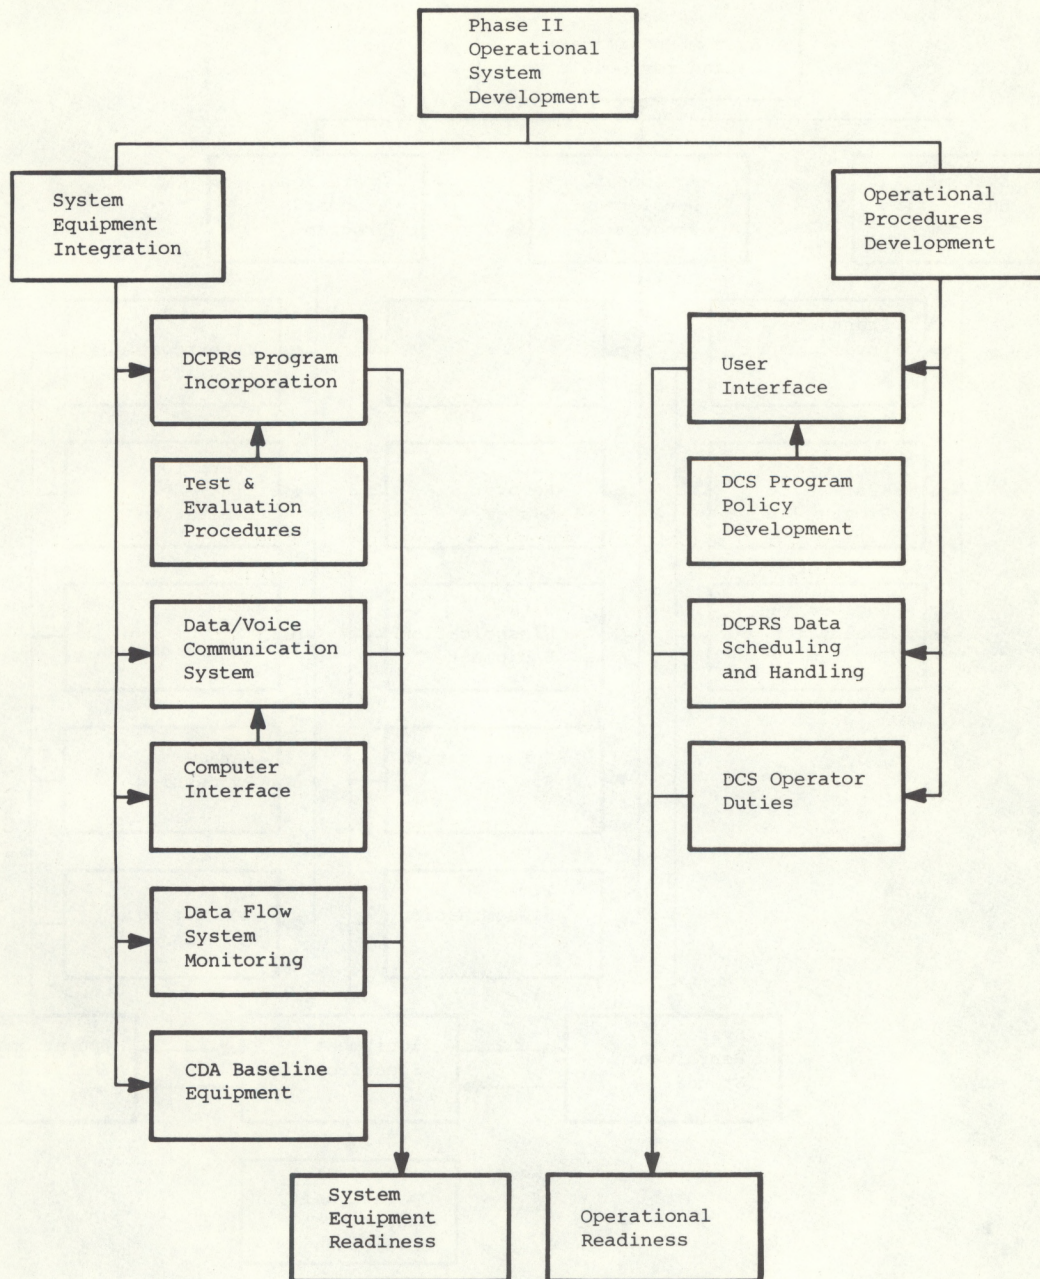 Phase II
Operational
System
Development
System
Equipment
Integration
Operational
Procedures
Development
DCPRS Program
Incorporation
User
Interface
Test &
Evaluation
Procedures
DCS Program
Policy
Development
Data/Voice
Communication
System
DCPRS Data
Scheduling
and Handling
Computer
Interface
DCS Operator
Duties
Data Flow
System
Monitoring
CDA Baseline
Equipment
System
Equipment
Readiness
Operational
Readiness